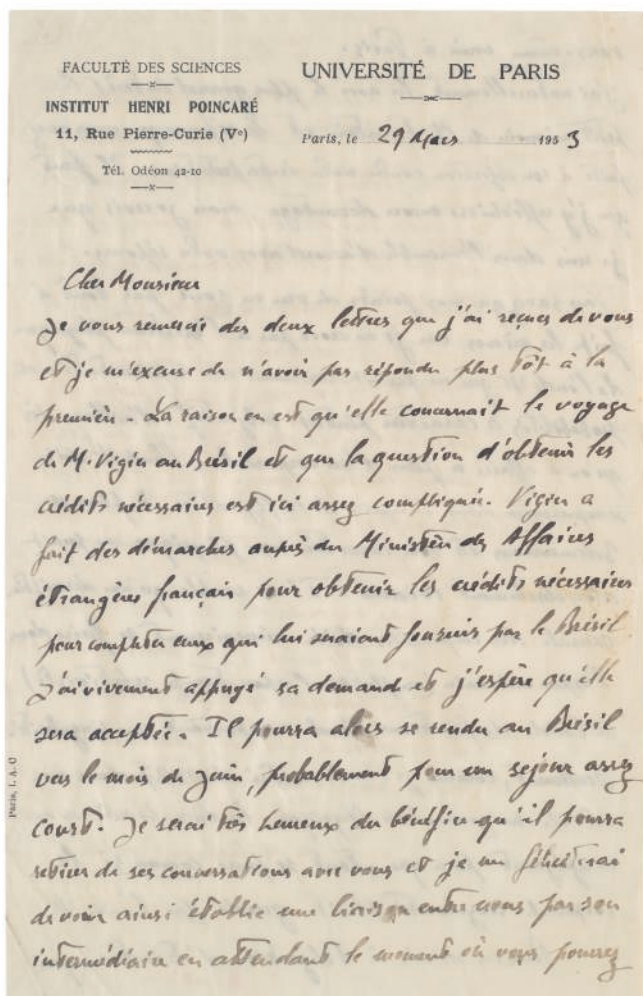 FACULTÉ DES SCIENCES
INSTITUT HENRI POINCARÉ
11, Rue Pierre-Curie (Vᵉ)
Tél. Odéon 42-10
UNIVERSITÉ DE PARIS
Paris, le 29 Mars 1953
Cher Monsieur
Je vous remercie des deux lettres que j'ai reçues de vous
et je m'excuse de n'avoir pas répondu plus tôt à la
première. La raison en est qu'elle concernait le voyage
de M. Vigier au Brésil et que la question d'obtenir les
crédits nécessaires est ici assez compliquée. Vigier a
fait des démarches auprès du Ministère des Affaires
étrangères français pour obtenir les crédits nécessaires
pour compléter ceux qui lui seraient fournis par le Brésil.
J'ai vivement appuyé sa demande et j'espère qu'elle
sera acceptée. Il pourra alors se rendre au Brésil
vers le mois de Juin, probablement pour un séjour assez
court. Je serai très heureux du bénéfice qu'il pourra
retirer de ses conversations avec vous et je me féliciterai
de voir ainsi établie une liaison entre nous par son
intermédiaire en attendant le moment où vous pourrez
Paris, I. A. C